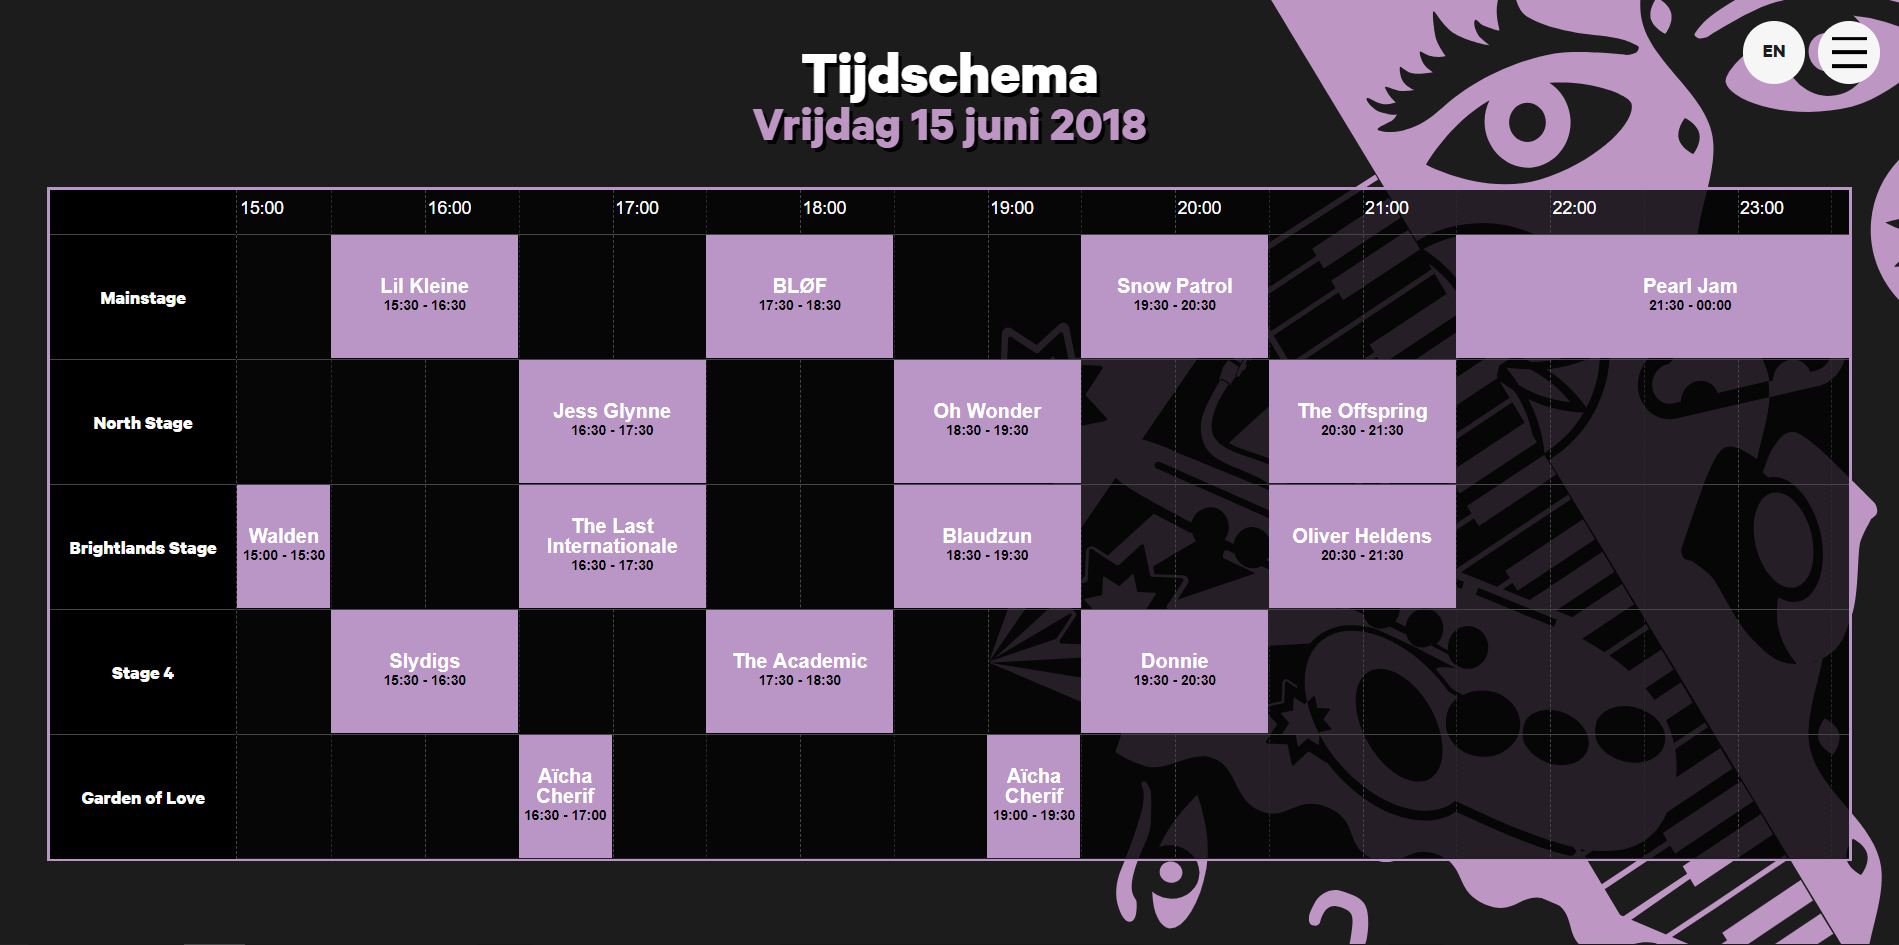 EN
Tijdschema
Vrijdag 15 juni 2018
15:00 16:00 17:00 18:00 19:00 20:00 21:00 22:00 23:00
Mainstage
Lil Kleine
15:30 - 16:30
BLØF
17:30 - 18:30
Snow Patrol
19:30 - 20:30
Pearl Jam
21:30 - 00:00
North Stage
Jess Glynne
16:30 - 17:30
Oh Wonder
18:30 - 19:30
The Offspring
20:30 - 21:30
Brightlands Stage
Walden
15:00 - 15:30
The Last
Internationale
16:30 - 17:30
Blaudzun
18:30 - 19:30
Oliver Heldens
20:30 - 21:30
Stage 4
Slydigs
15:30 - 16:30
The Academic
17:30 - 18:30
Donnie
19:30 - 20:30
Garden of Love
Aïcha
Cherif
16:30 - 17:00
Aïcha
Cherif
19:00 - 19:30